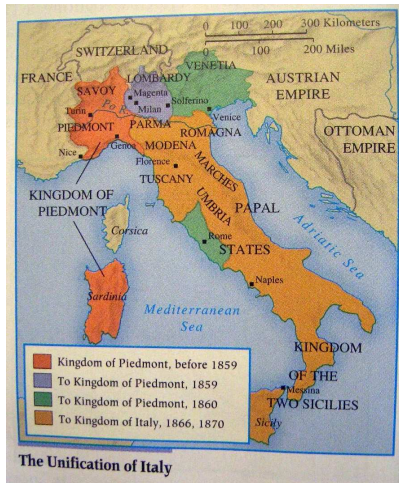 0 100 200 300 Kilometers
0 100 200 Miles
SWITZERLAND
FRANCE
SAVOY
LOMBARDY
VENETIA
AUSTRIAN
EMPIRE
Magenta
Milan
Solferino
Turin
Po R.
Venice
PIEDMONT
PARMA
ROMAGNA
OTTOMAN
EMPIRE
Genoa
MODENA
Nice
Florence
MARCHES
TUSCANY
KINGDOM OF
PIEDMONT
UMBRIA
PAPAL
STATES
Corsica
Rome
Adriatic Sea
Sardinia
Naples
Mediterranean
Sea
KINGDOM
OF THE
TWO SICILIES
Messina
Sicily
Kingdom of Piedmont, before 1859
To Kingdom of Piedmont, 1859
To Kingdom of Piedmont, 1860
To Kingdom of Italy, 1866, 1870
The Unification of Italy